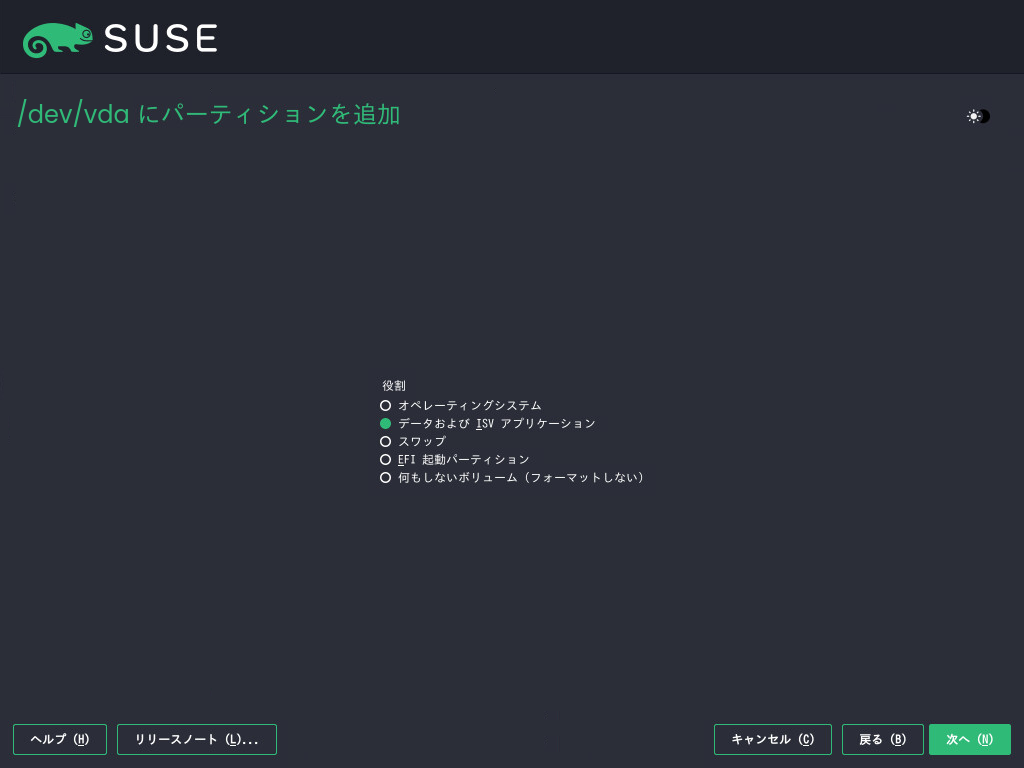 SUSE
/dev/vda にパーティションを追加
役割
オペレーティングシステム
データおよび ISV アプリケーション
スワップ
EFI 起動パーティション
何もしないボリューム (フォーマットしない)
ヘルプ (H) リリースノート (L)... キャンセル (C) 戻る (B) 次へ (N)